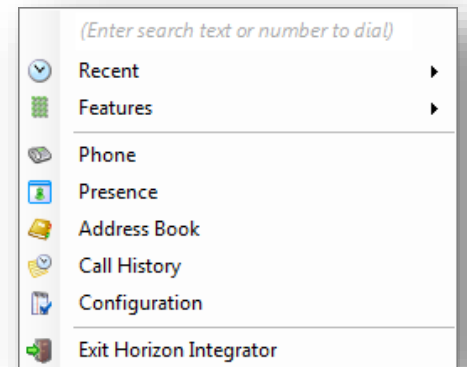 (Enter search text or number to dial)
Recent
Features
Phone
Presence
Address Book
Call History
Configuration
Exit Horizon Integrator